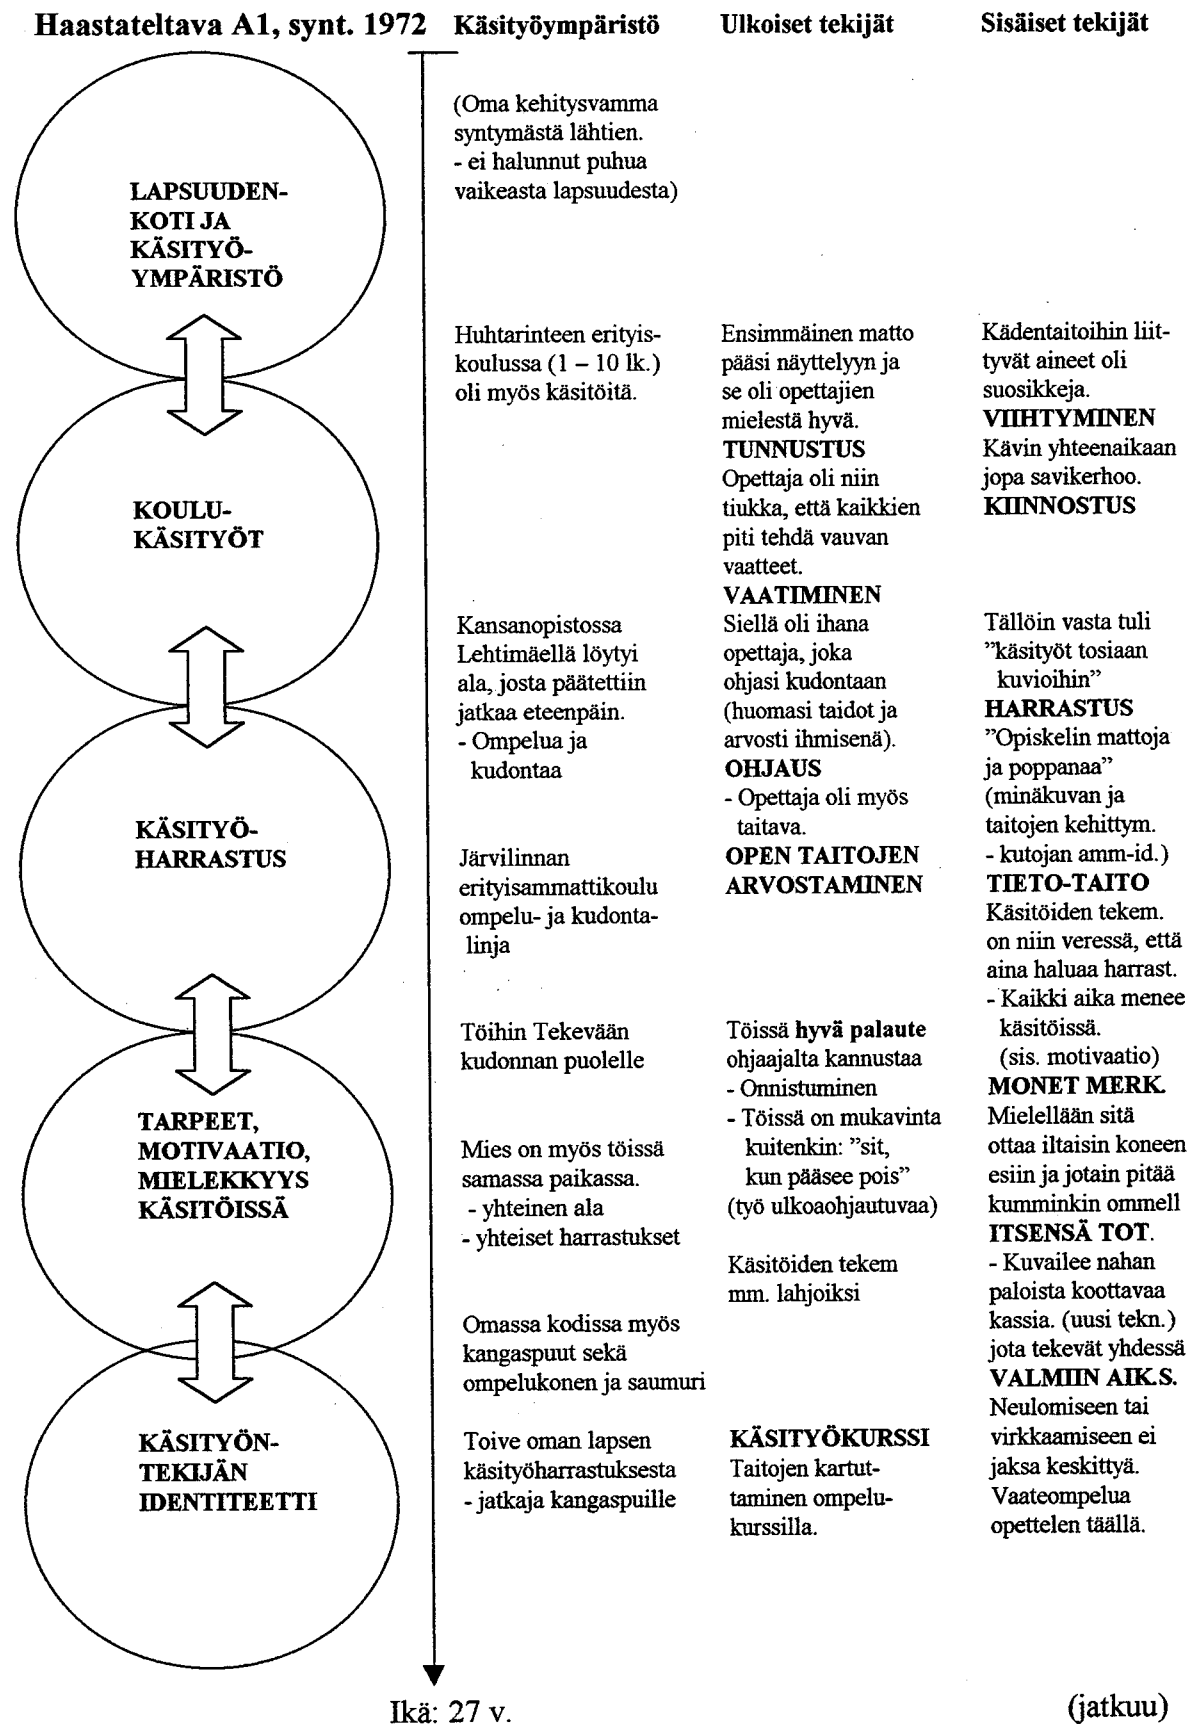 Haastateltava A1, synt. 1972
LAPSUUDEN-
KOTI JA
KÄSITYÖ-
YMPÄRISTÖ
KOULU-
KÄSITYÖT
KÄSITYÖ-
HARRASTUS
TARPEET,
MOTIVAATIO,
MIELEKKYYS
KÄSITÖISSÄ
KÄSITYÖN-
TEKIJÄN
IDENTITEETTI
Käsityöympäristö
(Oma kehitysvamma
syntymästä lähtien.
- ei halunnut puhua
vaikeasta lapsuudesta)
Huhtarinteen erityis-
koulussa (1 – 10 lk.)
oli myös käsitöitä.
Kansanopistossa
Lehtimäellä löytyi
ala, josta päätettiin
jatkaa eteenpäin.
- Ompelua ja
kudontaa
Järvilinnan
erityisammattikoulu
ompelu- ja kudonta-
linja
Töihin Tekevään
kudonnan puolelle
Mies on myös töissä
samassa paikassa.
- yhteinen ala
- yhteiset harrastukset
Omassa kodissa myös
kangaspuut sekä
ompelukonen ja saumuri
Toive oman lapsen
käsityöharrastuksesta
- jatkaja kangaspuille
Ulkoiset tekijät
Ensimmäinen matto
pääsi näyttelyyn ja
se oli opettajien
mielestä hyvä.
TUNNUSTUS
Opettaja oli niin
tiukka, että kaikkien
piti tehdä vauvan
vaatteet.
VAATIMINEN
Siellä oli ihana
opettaja, joka
ohjasi kudontaan
(huomasi taidot ja
arvosti ihmisenä).
OHJAUS
- Opettaja oli myös
taitava.
OPEN TAITOJEN
ARVOSTAMINEN
Töissä hyvä palaute
ohjaajalta kannustaa
- Onnistuminen
- Töissä on mukavinta
kuitenkin: ”sit,
kun pääsee pois”
(työ ulkoaohjautuvaa)
Käsitöiden tekem
mm. lahjoiksi
KÄSITYÖKURSSI
Taitojen kartut-
taminen ompelu-
kurssilla.
Sisäiset tekijät
Kädentaitoihin liit-
tyvät aineet oli
suosikkeja.
VIIHTYMINEN
Kävin yhteenaikaan
jopa savikerhoo.
KIINNOSTUS
Tällöin vasta tuli
”käsityöt tosiaan
kuvioihin”
HARRASTUS
”Opiskelin mattoja
ja poppanaa”
(minäkuvan ja
taitojen kehittym.
- kutojan amm-id.)
TIETO-TAITO
Käsitöiden tekem.
on niin veressä, että
aina haluaa harrast.
- Kaikki aika menee
käsitöissä.
(sis. motivaatio)
MONET MERK.
Mielellään sitä
ottaa iltaisin koneen
esiin ja jotain pitää
kumminkin ommell
ITSENSÄ TOT.
- Kuvailee nahan
paloista koottavaa
kassia. (uusi tekn.)
jota tekevät yhdessä
VALMIIN AIK.S.
Neulomiseen tai
virkkaamiseen ei
jaksa keskittyä.
Vaateompelua
opettelen täällä.
Ikä: 27 v.
(jatkuu)